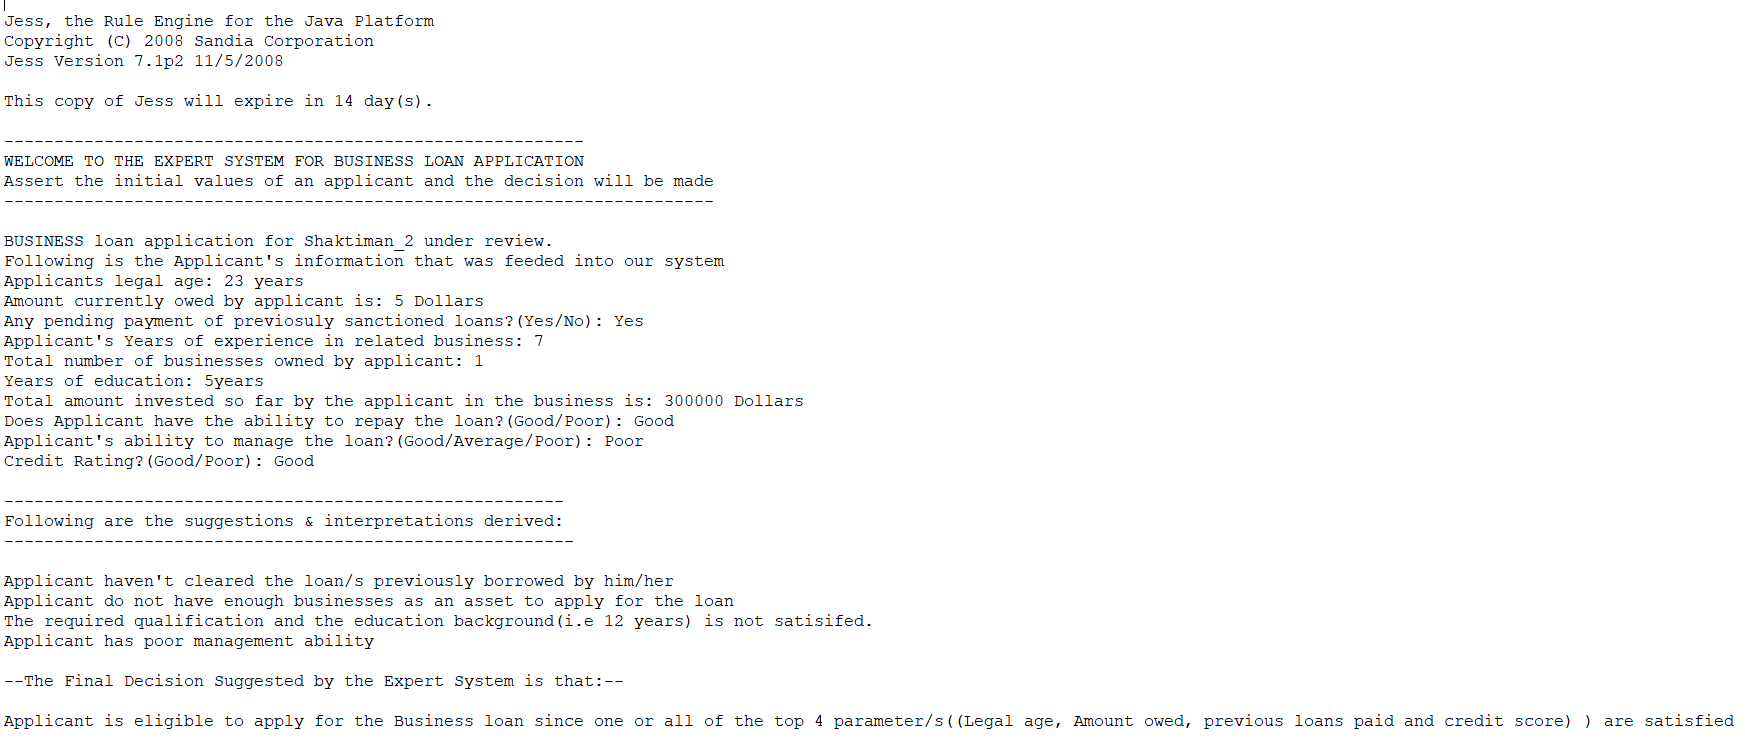 Jess, the Rule Engine for the Java Platform
Copyright (C) 2008 Sandia Corporation
Jess Version 7.1p2 11/5/2008
This copy of Jess will expire in 14 day(s).
----------------------------------------------------------
WELCOME TO THE EXPERT SYSTEM FOR BUSINESS LOAN APPLICATION
Assert the initial values of an applicant and the decision will be made
-----------------------------------------------------------------------
BUSINESS loan application for Shaktiman_2 under review.
Following is the Applicant's information that was feeded into our system
Applicants legal age: 23 years
Amount currently owed by applicant is: 5 Dollars
Any pending payment of previosuly sanctioned loans?(Yes/No): Yes
Applicant's Years of experience in related business: 7
Total number of businesses owned by applicant: 1
Years of education: 5years
Total amount invested so far by the applicant in the business is: 300000 Dollars
Does Applicant have the ability to repay the loan?(Good/Poor): Good
Applicant's ability to manage the loan?(Good/Average/Poor): Poor
Credit Rating?(Good/Poor): Good
--------------------------------------------------------
Following are the suggestions & interpretations derived:
---------------------------------------------------------
Applicant haven't cleared the loan/s previously borrowed by him/her
Applicant do not have enough businesses as an asset to apply for the loan
The required qualification and the education background(i.e 12 years) is not satisifed.
Applicant has poor management ability
--The Final Decision Suggested by the Expert System is that:--
Applicant is eligible to apply for the Business loan since one or all of the top 4 parameter/s((Legal age, Amount owed, previous loans paid and credit score) ) are satisfied